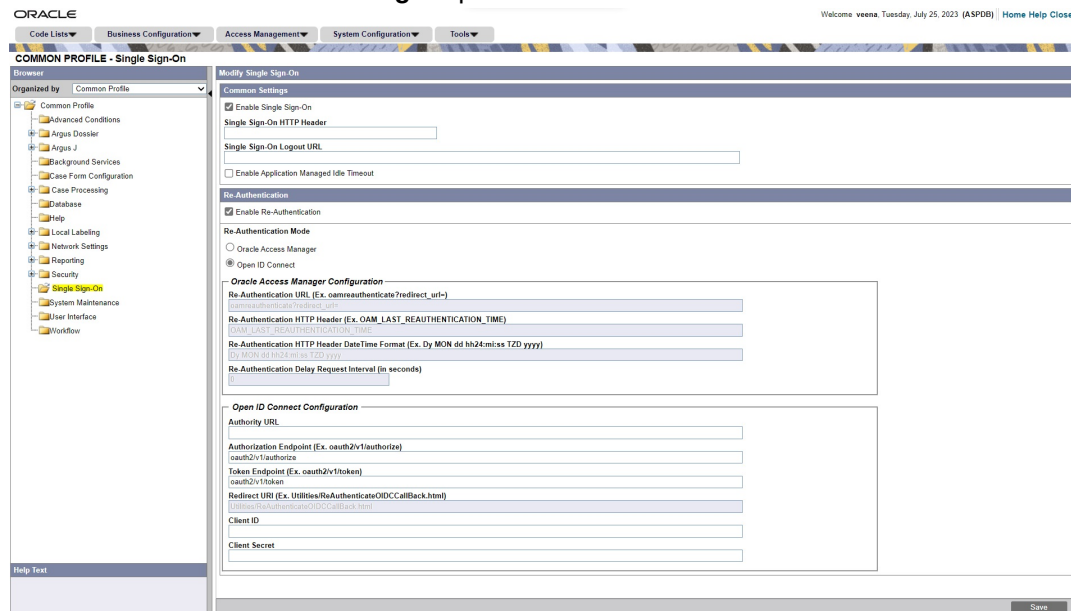 ORACLE
Welcome veena, Tuesday, July 25, 2023 (ASPDB) Home Help Close
Code Lists Business Configuration Access Management System Configuration Tools
COMMON PROFILE - Single Sign-On
Browser
Organized by Common Profile
Common Profile
Advanced Conditions
Argus Dossier
Argus J
Background Services
Case Form Configuration
Case Processing
Database
Help
Local Labeling
Network Settings
Reporting
Security
Single Sign-On
System Maintenance
User Interface
Workflow
Help Text
Modify Single Sign-On
Common Settings
Enable Single Sign-On
Single Sign-On HTTP Header
Single Sign-On Logout URL
Enable Application Managed Idle Timeout
Re-Authentication
Enable Re-Authentication
Re-Authentication Mode
Oracle Access Manager
Open ID Connect
Oracle Access Manager Configuration
Re-Authentication URL (Ex. oamreauthenticate?redirect_url=)
oamreauthenticate?redirect_url=
Re-Authentication HTTP Header (Ex. OAM_LAST_REAUTHENTICATION_TIME)
OAM_LAST_REAUTHENTICATION_TIME
Re-Authentication HTTP Header DateTime Format (Ex. Dy MON dd hh24:mi:ss TZD yyyy)
Dy MON dd hh24:mi:ss TZD yyyy
Re-Authentication Delay Request Interval (in seconds)
0
Open ID Connect Configuration
Authority URL
Authorization Endpoint (Ex. oauth2/v1/authorize)
oauth2/v1/authorize
Token Endpoint (Ex. oauth2/v1/token)
oauth2/v1/token
Redirect URI (Ex. Utilities/ReAuthenticateOIDCCallBack.html)
Utilities/ReAuthenticateOIDCCallBack.html
Client ID
Client Secret
Save